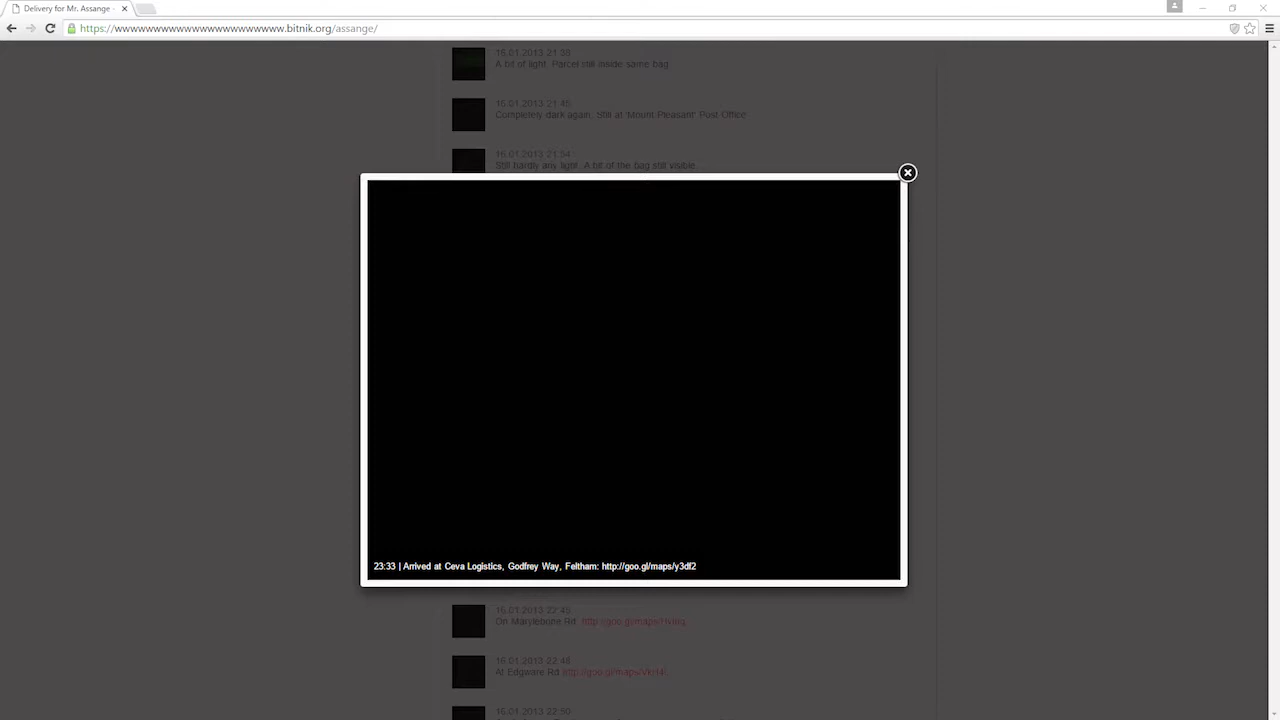 Delivery for Mr. Assange -
https://wwwwwwwwwwwwwwwwwwwwww.bitnik.org/assange/
16.01.2013 21:38
A bit of light. Parcel still inside same bag
16.01.2013 21:45
Completely dark again, Still at 'Mount Pleasant' Post Office
16.01.2013 21:54
Still hardly any light. A bit of the bag still visible.
23:33 | Arrived at Ceva Logistics, Godfrey Way, Feltham: http://goo.gl/maps/y3df2
16.01.2013 22:45
On Marylebone Rd
16.01.2013 22:48
At Edgware Rd
16.01.2013 22:50